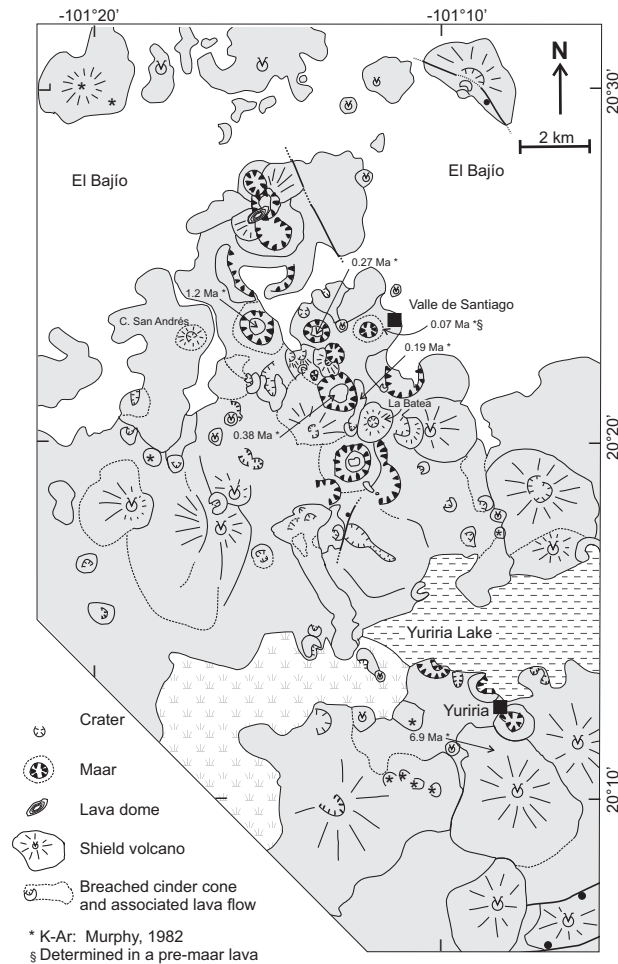 -101°20'
-101°10'
N
2 km
20°30'
El Bajío
El Bajío
0.27 Ma *
1.2 Ma *
Valle de Santiago
C. San Andrés
0.07 Ma *§
0.19 Ma *
La Batea
0.38 Ma *
20°20'
Yuriria Lake
Yuriria
6.9 Ma *
20°10'
Crater
Maar
Lava dome
Shield volcano
Breached cinder cone
and associated lava flow
* K-Ar: Murphy, 1982
§ Determined in a pre-maar lava